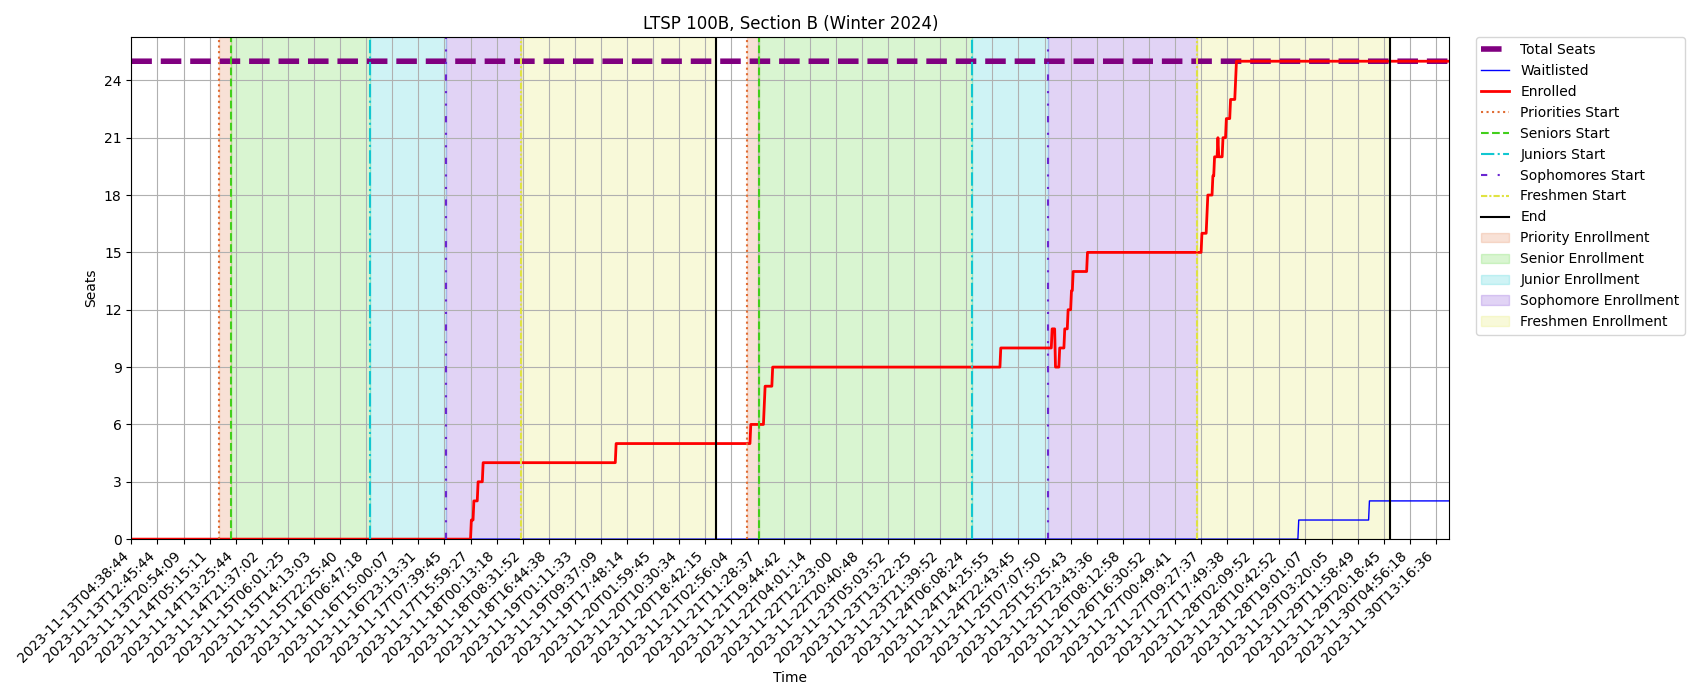 LTSP 100B, Section B (Winter 2024)
Seats
24
21
18
15
12
9
6
3
0
2023-11-13T04:38:44
2023-11-13T12:45:44
2023-11-13T20:54:09
2023-11-14T05:15:11
2023-11-14T13:25:44
2023-11-14T21:37:02
2023-11-15T06:01:23
2023-11-15T14:13:03
2023-11-15T22:25:40
2023-11-16T06:47:18
2023-11-16T15:00:07
2023-11-16T23:13:31
2023-11-17T07:39:45
2023-11-17T15:59:27
2023-11-18T00:13:18
2023-11-18T08:31:52
2023-11-18T16:44:38
2023-11-19T01:11:33
2023-11-19T09:37:09
2023-11-19T17:48:14
2023-11-20T01:59:45
2023-11-20T10:30:34
2023-11-20T18:42:15
2023-11-21T02:56:04
2023-11-21T11:28:37
2023-11-21T19:44:42
2023-11-22T04:01:14
2023-11-22T12:23:00
2023-11-22T20:40:48
2023-11-23T05:03:52
2023-11-23T13:22:25
2023-11-23T21:39:52
2023-11-24T06:08:24
2023-11-24T14:25:55
2023-11-24T22:43:45
2023-11-25T07:07:50
2023-11-25T15:25:43
2023-11-25T23:43:36
2023-11-26T08:12:58
2023-11-26T16:30:52
2023-11-27T00:49:41
2023-11-27T09:27:37
2023-11-27T17:49:38
2023-11-28T02:09:52
2023-11-28T10:42:52
2023-11-28T19:01:07
2023-11-29T03:20:05
2023-11-29T11:58:49
2023-11-29T20:18:45
2023-11-30T04:56:18
2023-11-30T13:16:36
Time
Total Seats
Waitlisted
Enrolled
Priorities Start
Seniors Start
Juniors Start
Sophomores Start
Freshmen Start
End
Priority Enrollment
Senior Enrollment
Junior Enrollment
Sophomore Enrollment
Freshmen Enrollment